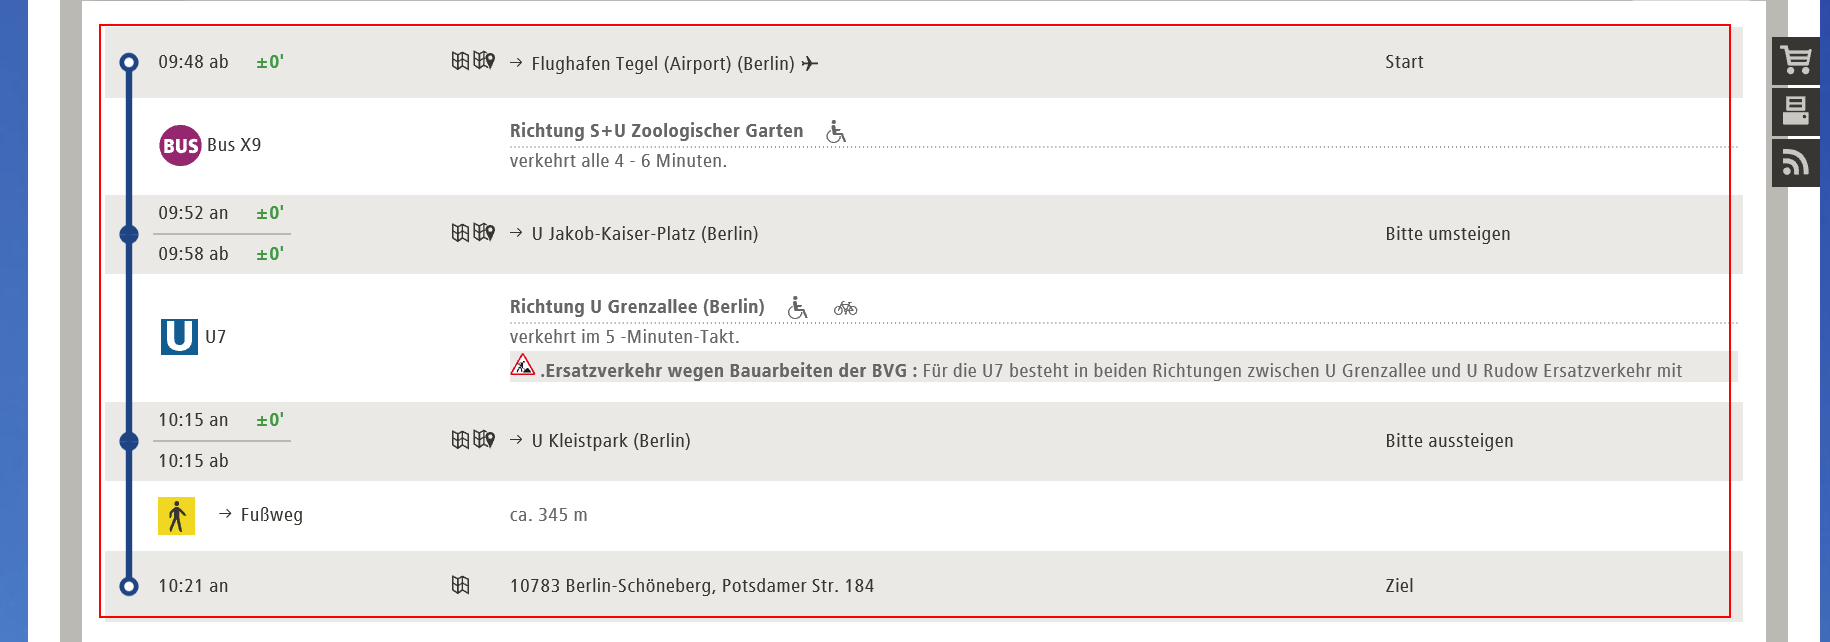 09:48 ab ±0' → Flughafen Tegel (Airport) (Berlin) Start
BUS Bus X9
Richtung S+U Zoologischer Garten
verkehrt alle 4 - 6 Minuten.
09:52 an ±0'
09:58 ab ±0'
→ U Jakob-Kaiser-Platz (Berlin) Bitte umsteigen
U U7
Richtung U Grenzallee (Berlin)
verkehrt im 5 -Minuten-Takt.
.Ersatzverkehr wegen Bauarbeiten der BVG : Für die U7 besteht in beiden Richtungen zwischen U Grenzallee und U Rudow Ersatzverkehr mit
10:15 an ±0'
10:15 ab
→ U Kleistpark (Berlin) Bitte aussteigen
→ Fußweg ca. 345 m
10:21 an 10783 Berlin-Schöneberg, Potsdamer Str. 184 Ziel